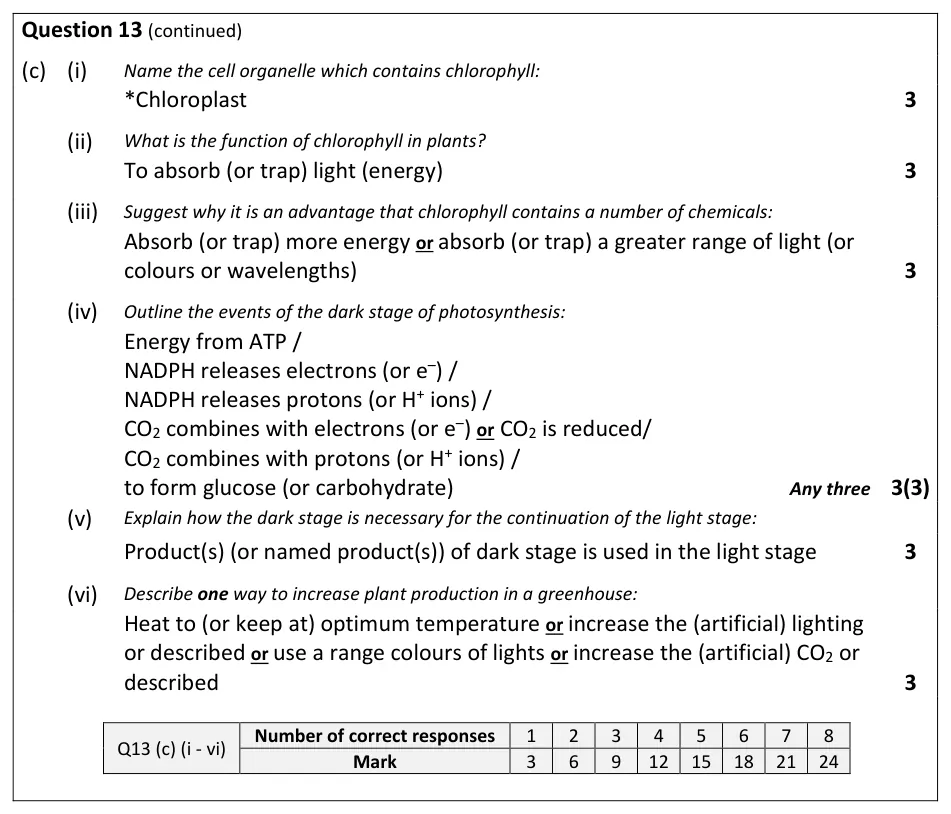 Question 13 (continued)
(c) (i) Name the cell organelle which contains chlorophyll:
*Chloroplast 3
(ii) What is the function of chlorophyll in plants?
To absorb (or trap) light (energy) 3
(iii) Suggest why it is an advantage that chlorophyll contains a number of chemicals:
Absorb (or trap) more energy or absorb (or trap) a greater range of light (or
colours or wavelengths) 3
(iv) Outline the events of the dark stage of photosynthesis:
Energy from ATP /
NADPH releases electrons (or e⁻) /
NADPH releases protons (or H⁺ ions) /
CO₂ combines with electrons (or e⁻) or CO₂ is reduced/
CO₂ combines with protons (or H⁺ ions) /
to form glucose (or carbohydrate) Any three 3(3)
(v) Explain how the dark stage is necessary for the continuation of the light stage:
Product(s) (or named product(s)) of dark stage is used in the light stage 3
(vi) Describe one way to increase plant production in a greenhouse:
Heat to (or keep at) optimum temperature or increase the (artificial) lighting
or described or use a range colours of lights or increase the (artificial) CO₂ or
described 3
Q13 (c) (i - vi) Number of correct responses 1 2 3 4 5 6 7 8
Mark 3 6 9 12 15 18 21 24